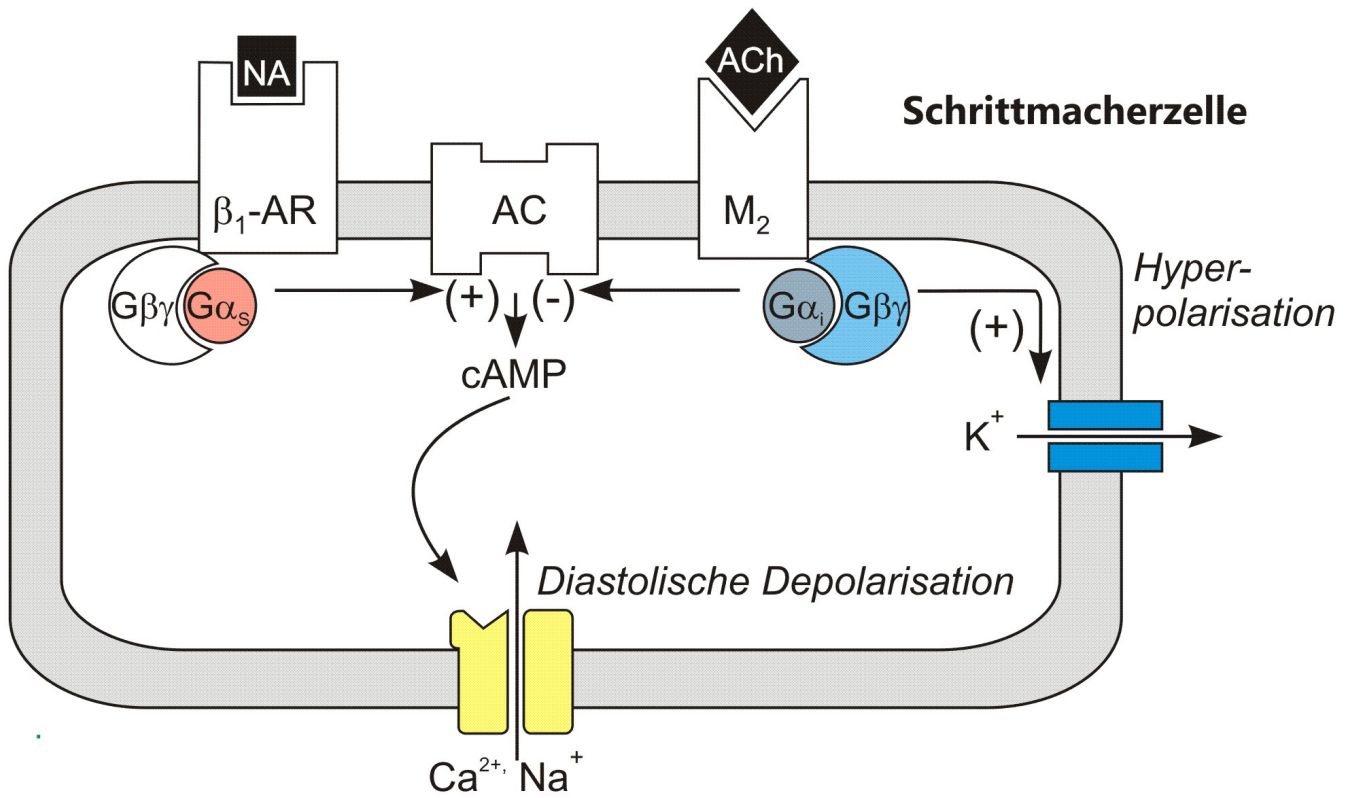 NA
ACh
Schrittmacherzelle
β₁-AR
AC
M₂
Hyper-
polarisation
Gβγ
Gαs
(+)
(-)
Gαi
Gβγ
(+)
cAMP
K⁺
Diastolische Depolarisation
Ca²⁺, Na⁺